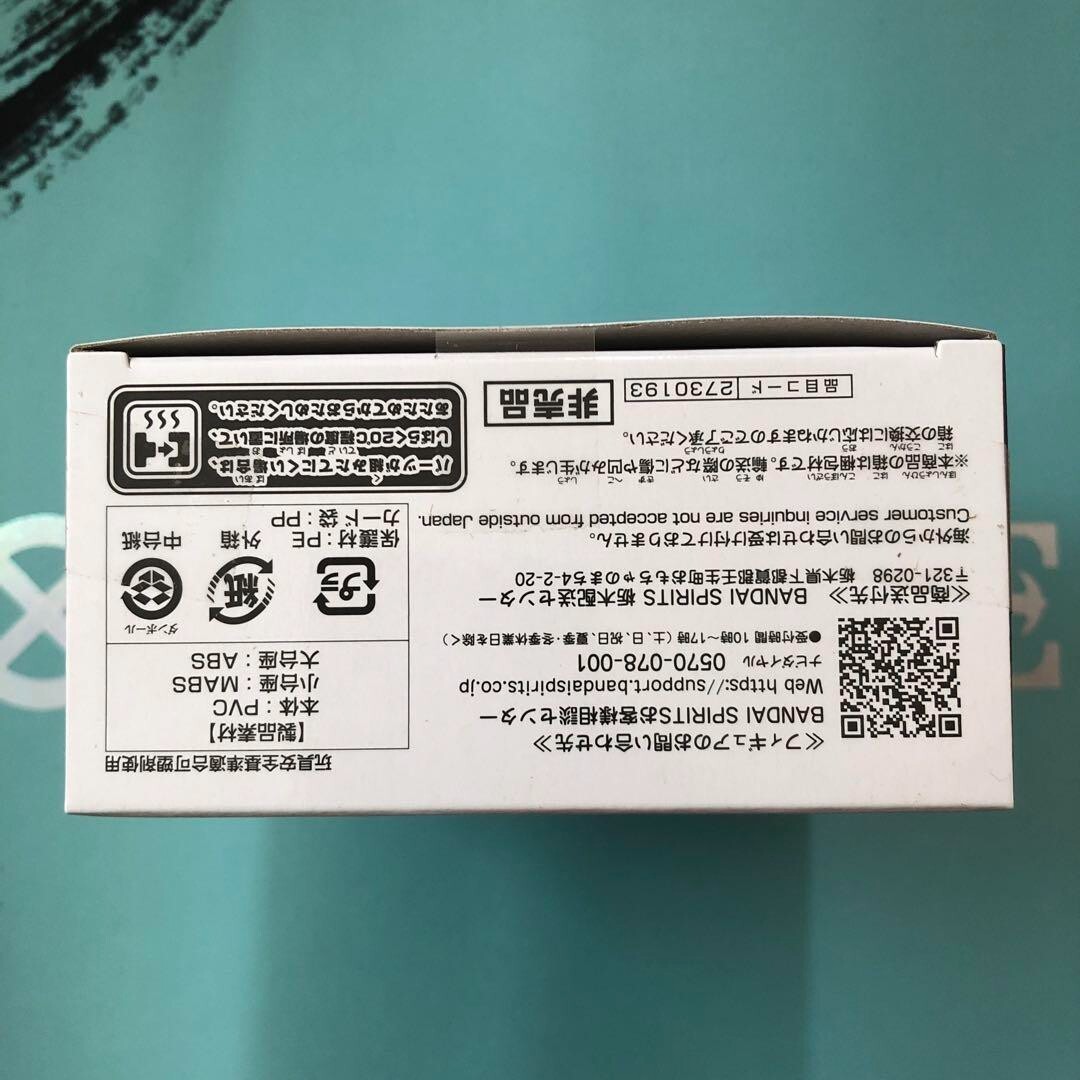 ≪フィギュアのお問い合わせ先≫
BANDAI SPIRITSお客様相談センター
Web https://support.bandaispirits.co.jp
ナビダイヤル 0570-078-001
●受付時間 10時~17時 (土、日、祝日、夏季・冬季休業日を除く)
≪商品送付先≫ BANDAI SPIRITS 栃木配送センター
〒321-0298 栃木県下都賀郡壬生町おもちゃのまち4-2-20
海外からのお問い合わせは受け付けておりません。
Customer service inquiries are not accepted from outside Japan.
※本商品の箱は梱包材です。輸送の際などに傷や凹みが生じます。
箱の交換には応じかねますのでご了承ください。
品目コード 2730193
非売品
玩具安全基準適合可塑剤使用
【製品素材】
本体:PVC
小台座:MABS
大台座:ABS
プラ
保護材:PE
カード袋:PP
紙
外箱
ダンボール
中台紙
パーツが組みたてにくい場合は、
しばらく20℃程度の場所に置いて、
あたためてからおためしください。